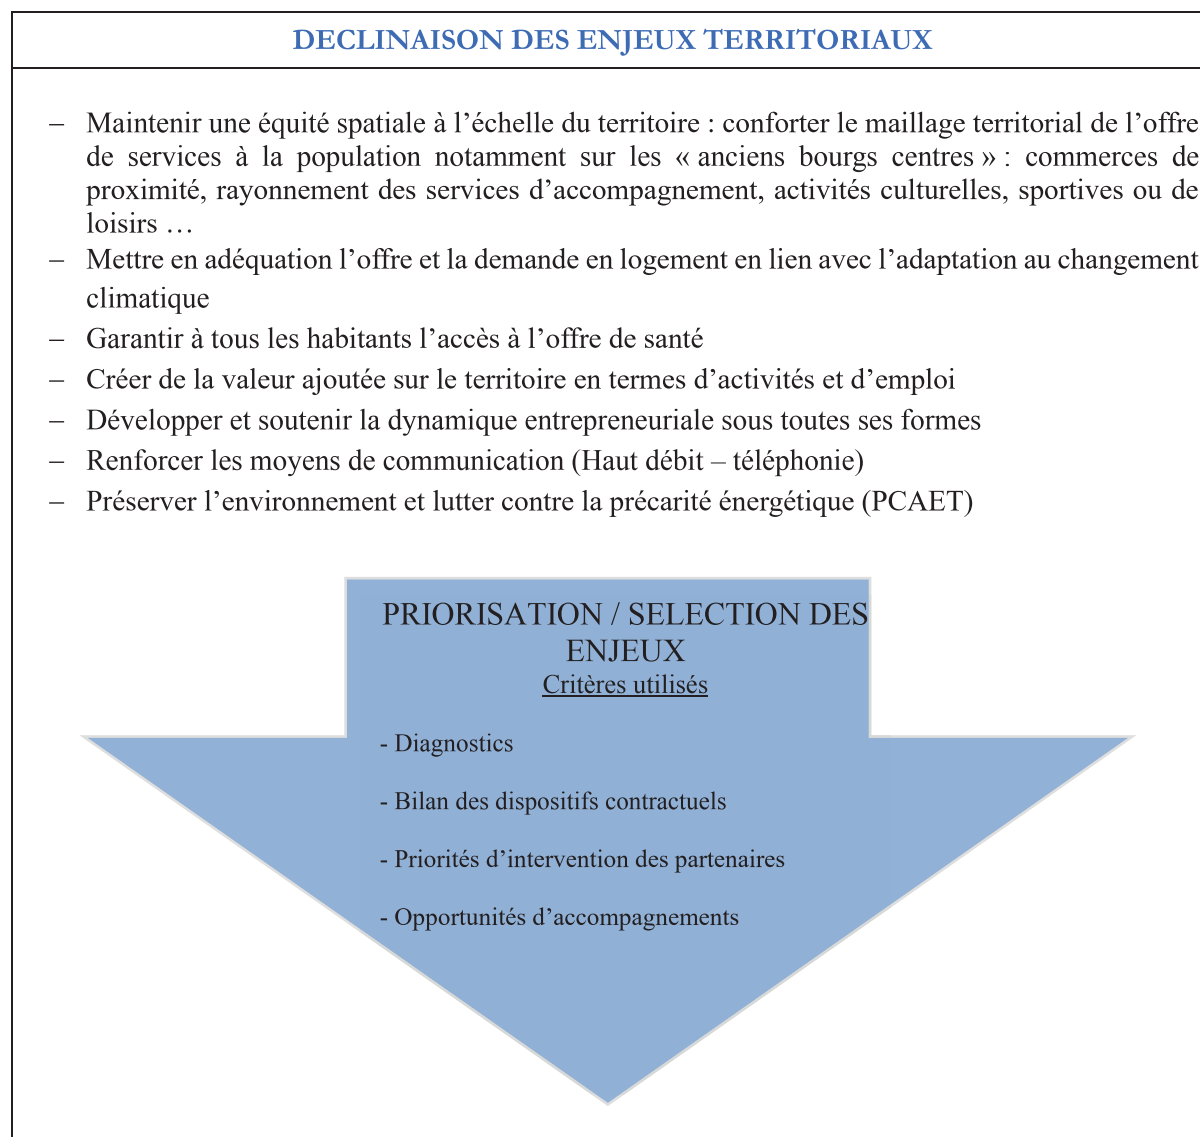 DECLINAISON DES ENJEUX TERRITORIAUX
– Maintenir une équité spatiale à l’échelle du territoire : conforter le maillage territorial de l’offre
de services à la population notamment sur les « anciens bourgs centres » : commerces de
proximité, rayonnement des services d’accompagnement, activités culturelles, sportives ou de
loisirs …
– Mettre en adéquation l’offre et la demande en logement en lien avec l’adaptation au changement
climatique
– Garantir à tous les habitants l’accès à l’offre de santé
– Créer de la valeur ajoutée sur le territoire en termes d’activités et d’emploi
– Développer et soutenir la dynamique entrepreneuriale sous toutes ses formes
– Renforcer les moyens de communication (Haut débit – téléphonie)
– Préserver l’environnement et lutter contre la précarité énergétique (PCAET)
PRIORISATION / SELECTION DES
ENJEUX
Critères utilisés
- Diagnostics
- Bilan des dispositifs contractuels
- Priorités d’intervention des partenaires
- Opportunités d’accompagnements